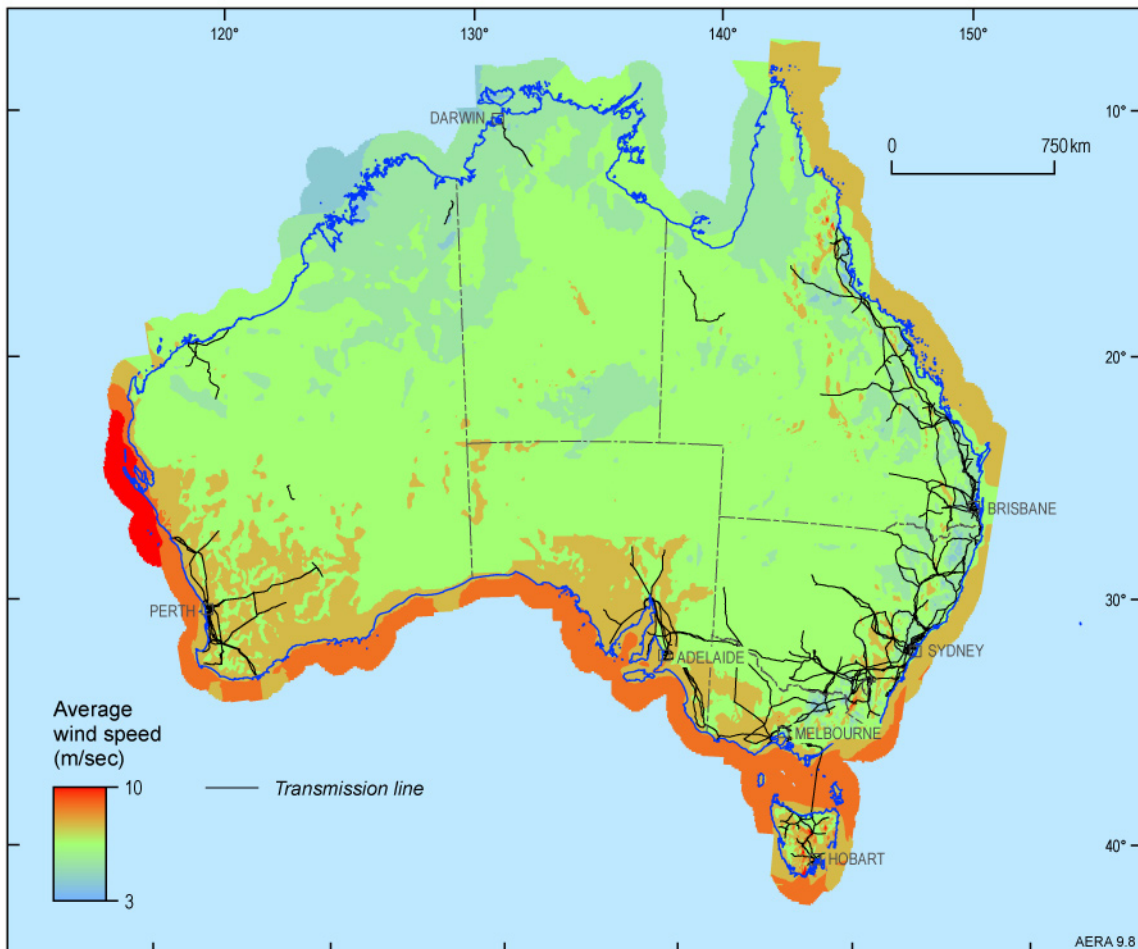 120°
130°
140°
150°
DARWIN
10°
0
750 km
20°
BRISBANE
PERTH
30°
ADELAIDE
SYDNEY
MELBOURNE
Average
wind speed
(m/sec)
10
Transmission line
3
40°
HOBART
AERA 9.8